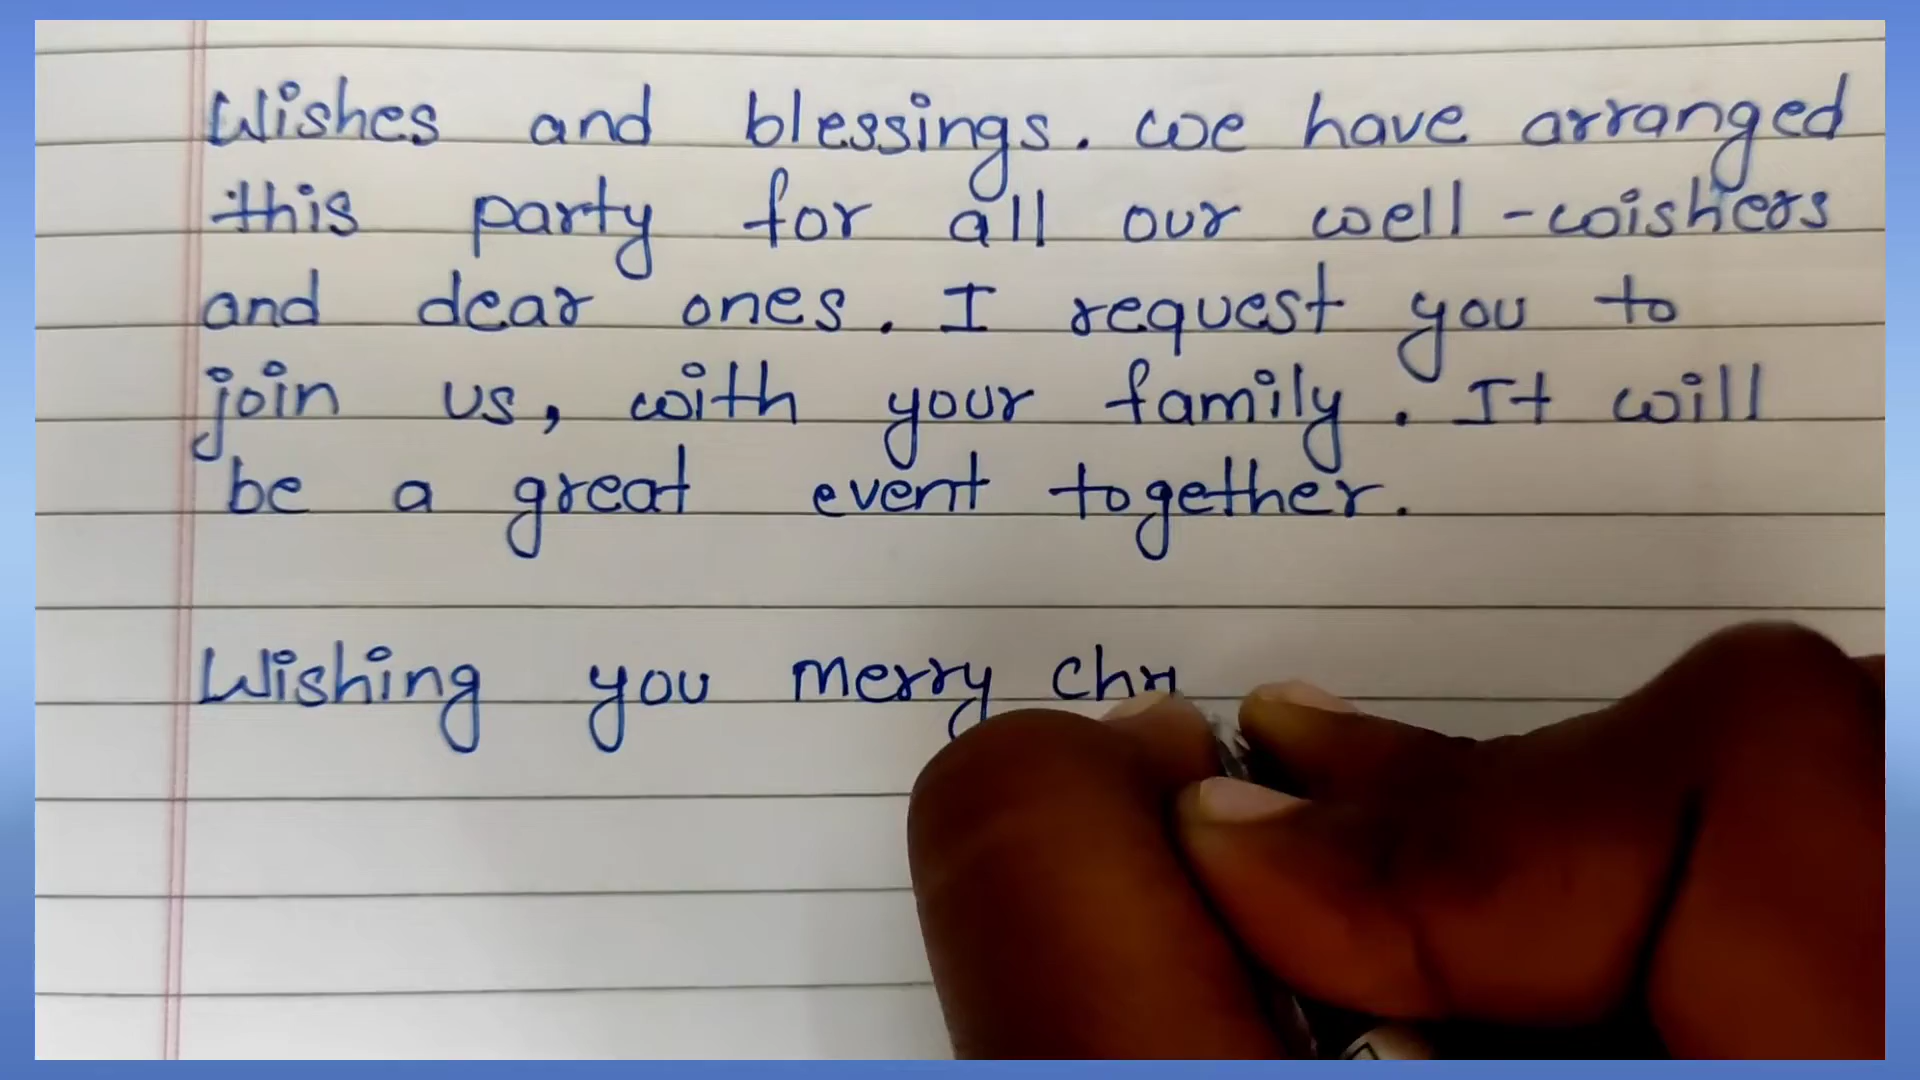 Wishes and blessings. We have arranged
this party for all our well-wishers
and dear ones. I request you to
join us, with your family. It will
be a great event together.
Wishing you merry chr